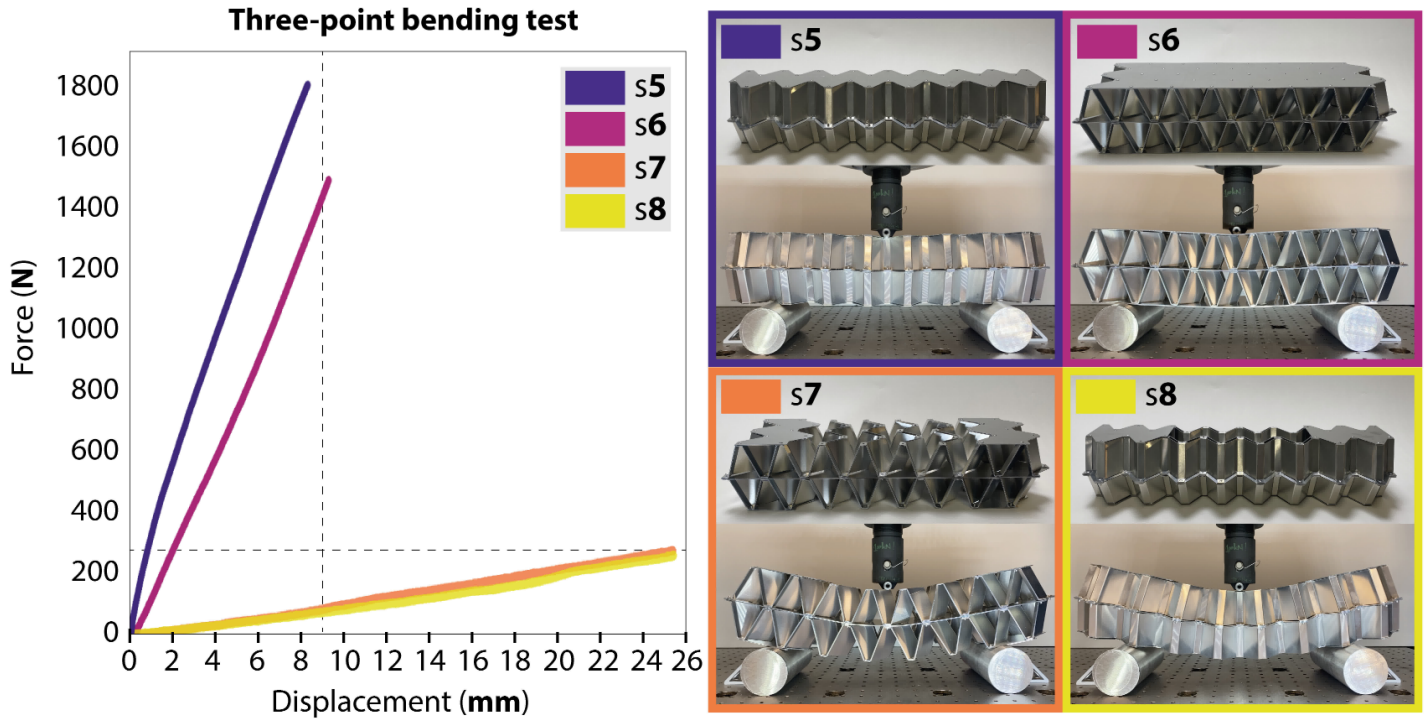 Three-point bending test
1800
1600
1400
1200
1000
800
600
400
200
0
Force (N)
s5
s6
s7
s8
0 2 4 6 8 10 12 14 16 18 20 22 24 26
Displacement (mm)
s5
s6
s7
s8